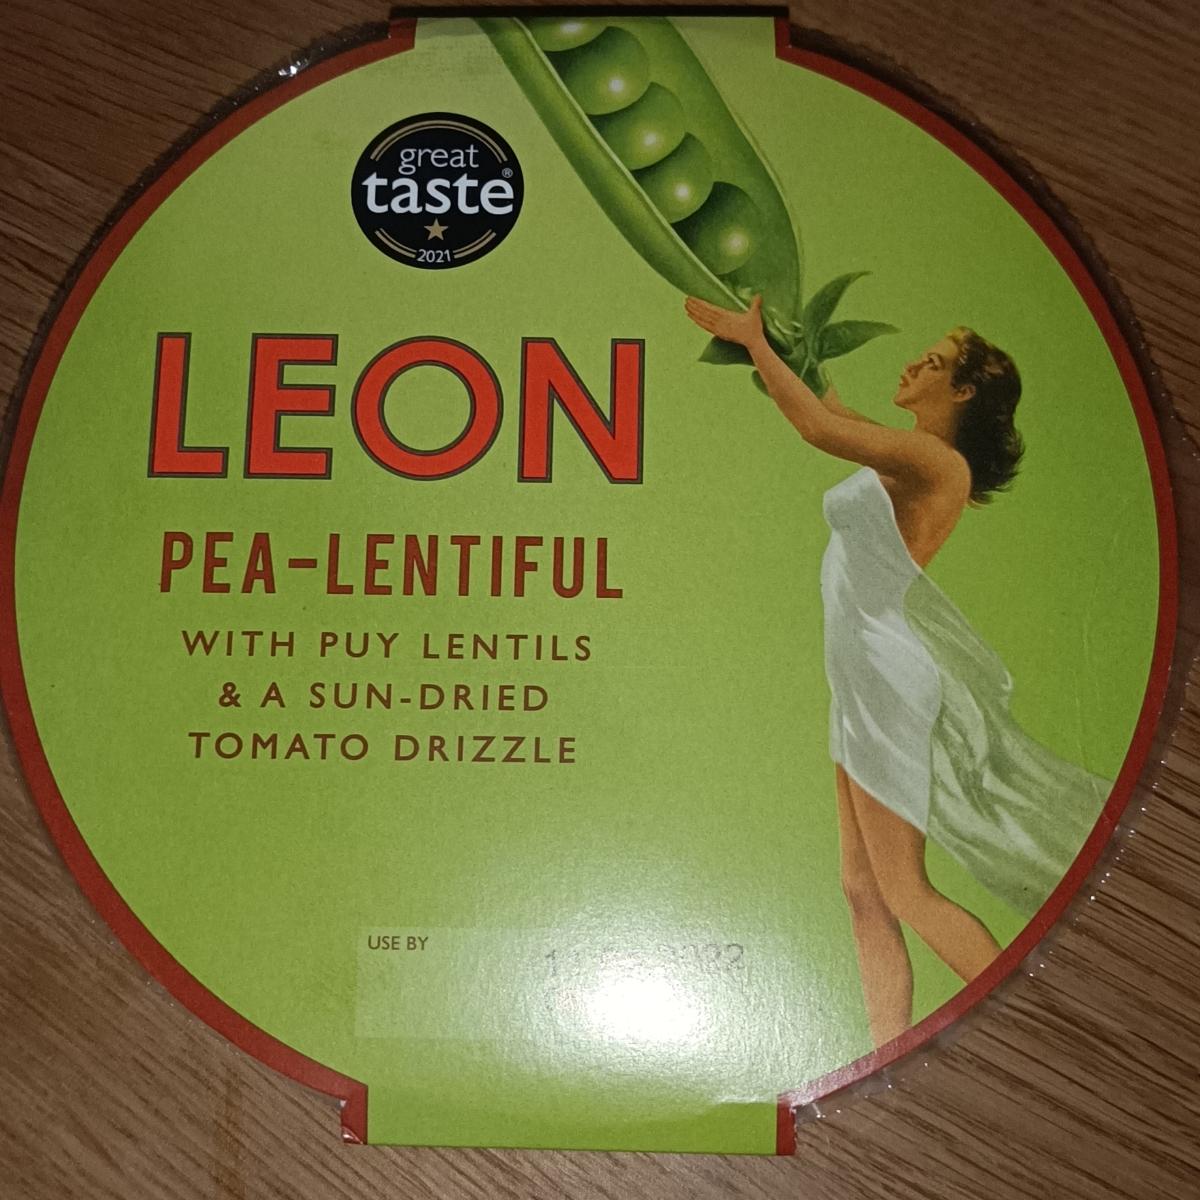 great
taste®
2021
LEON
PEA-LENTIFUL
WITH PUY LENTILS
& A SUN-DRIED
TOMATO DRIZZLE
USE BY